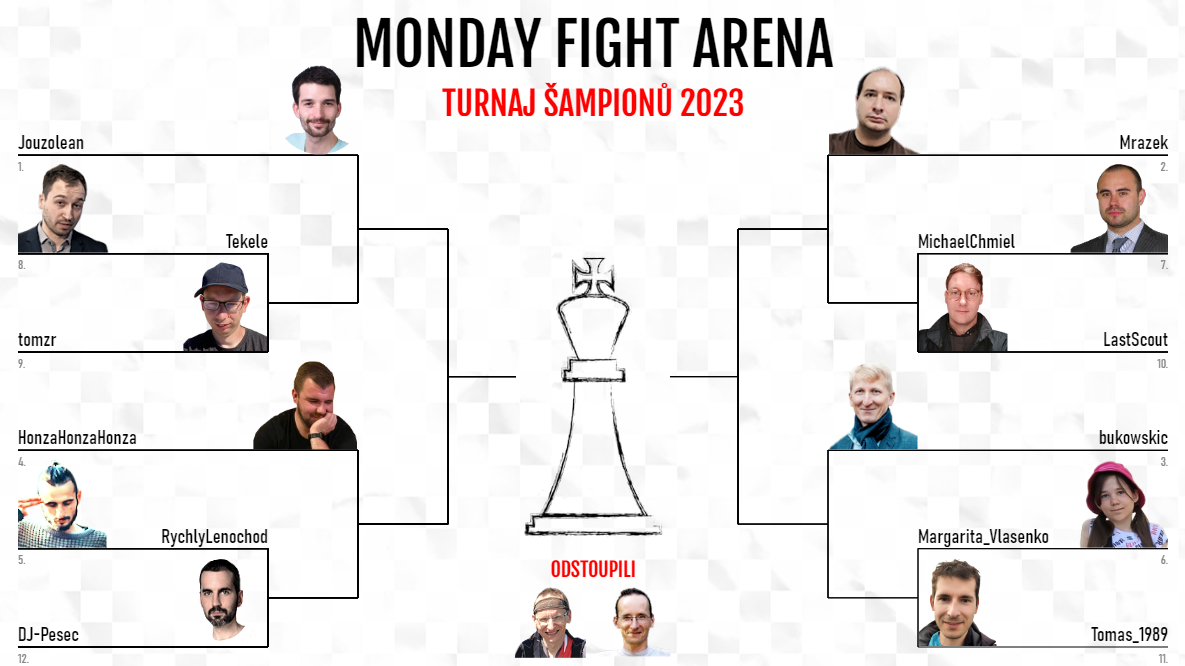 MONDAY FIGHT ARENA
TURNAJ ŠAMPIONŮ 2023
Jouzolean
1.
Tekele
8.
tomzr
9.
HonzaHonzaHonza
4.
RychlyLenochod
5.
DJ-Pesec
12.
Mrazek
2.
MichaelChmiel
7.
LastScout
10.
bukowskic
3.
Margarita_Vlasenko
6.
Tomas_1989
11.
ODSTOUPILI